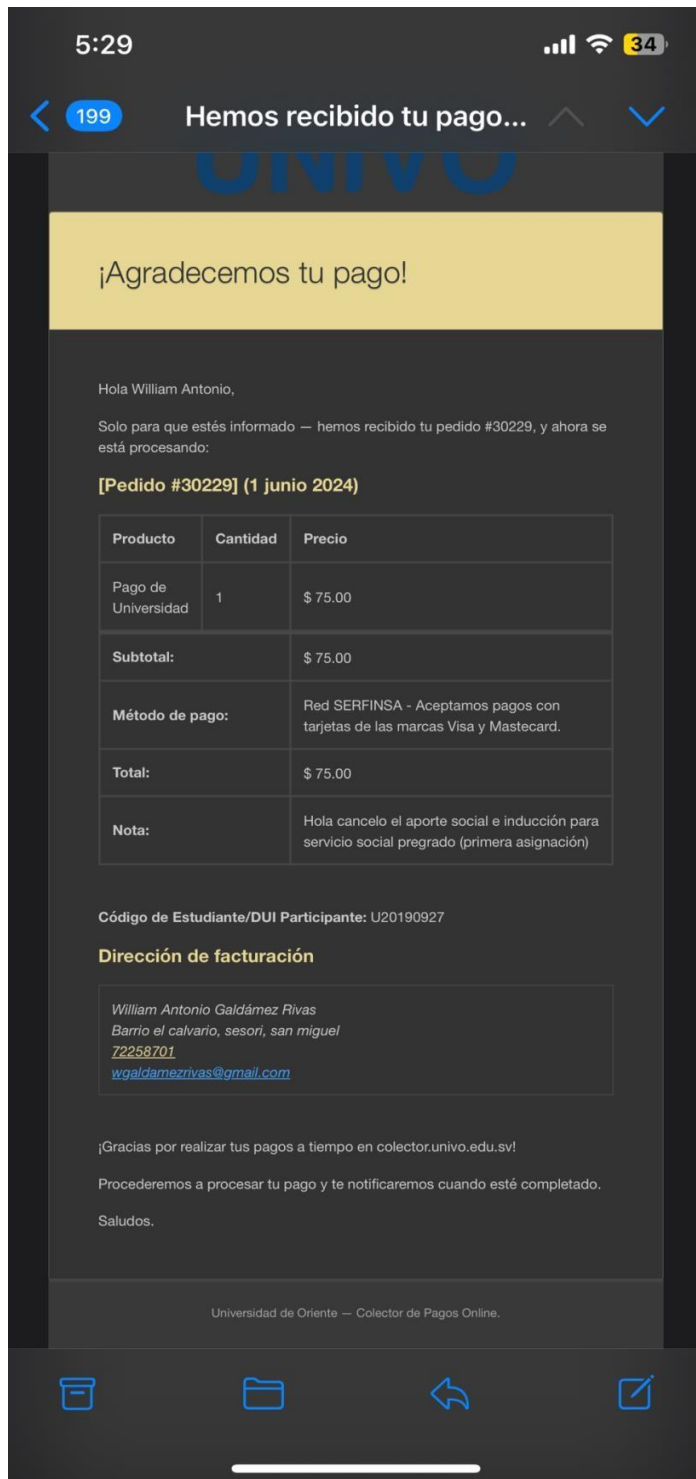 5:29
34
199
Hemos recibido tu pago...
UNIVO
¡Agradecemos tu pago!
Hola William Antonio,
Solo para que estés informado — hemos recibido tu pedido #30229, y ahora se
está procesando:
[Pedido #30229] (1 junio 2024)
Producto Cantidad Precio
Pago de
Universidad 1 $ 75.00
Subtotal: $ 75.00
Método de pago: Red SERFINSA - Aceptamos pagos con
tarjetas de las marcas Visa y Mastecard.
Total: $ 75.00
Nota: Hola cancelo el aporte social e inducción para
servicio social pregrado (primera asignación)
Código de Estudiante/DUI Participante: U20190927
Dirección de facturación
William Antonio Galdámez Rivas
Barrio el calvario, sesori, san miguel
72258701
wgaldamezrivas@gmail.com
¡Gracias por realizar tus pagos a tiempo en colector.univo.edu.sv!
Procederemos a procesar tu pago y te notificaremos cuando esté completado.
Saludos.
Universidad de Oriente — Colector de Pagos Online.